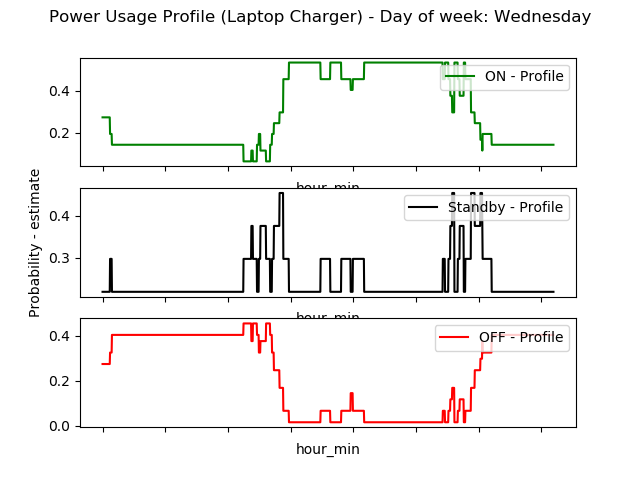 Power Usage Profile (Laptop Charger) - Day of week: Wednesday
Probability - estimate
0.4
0.2
ON - Profile
hour_min
0.4
0.3
Standby - Profile
hour_min
0.4
0.2
0.0
OFF - Profile
hour_min